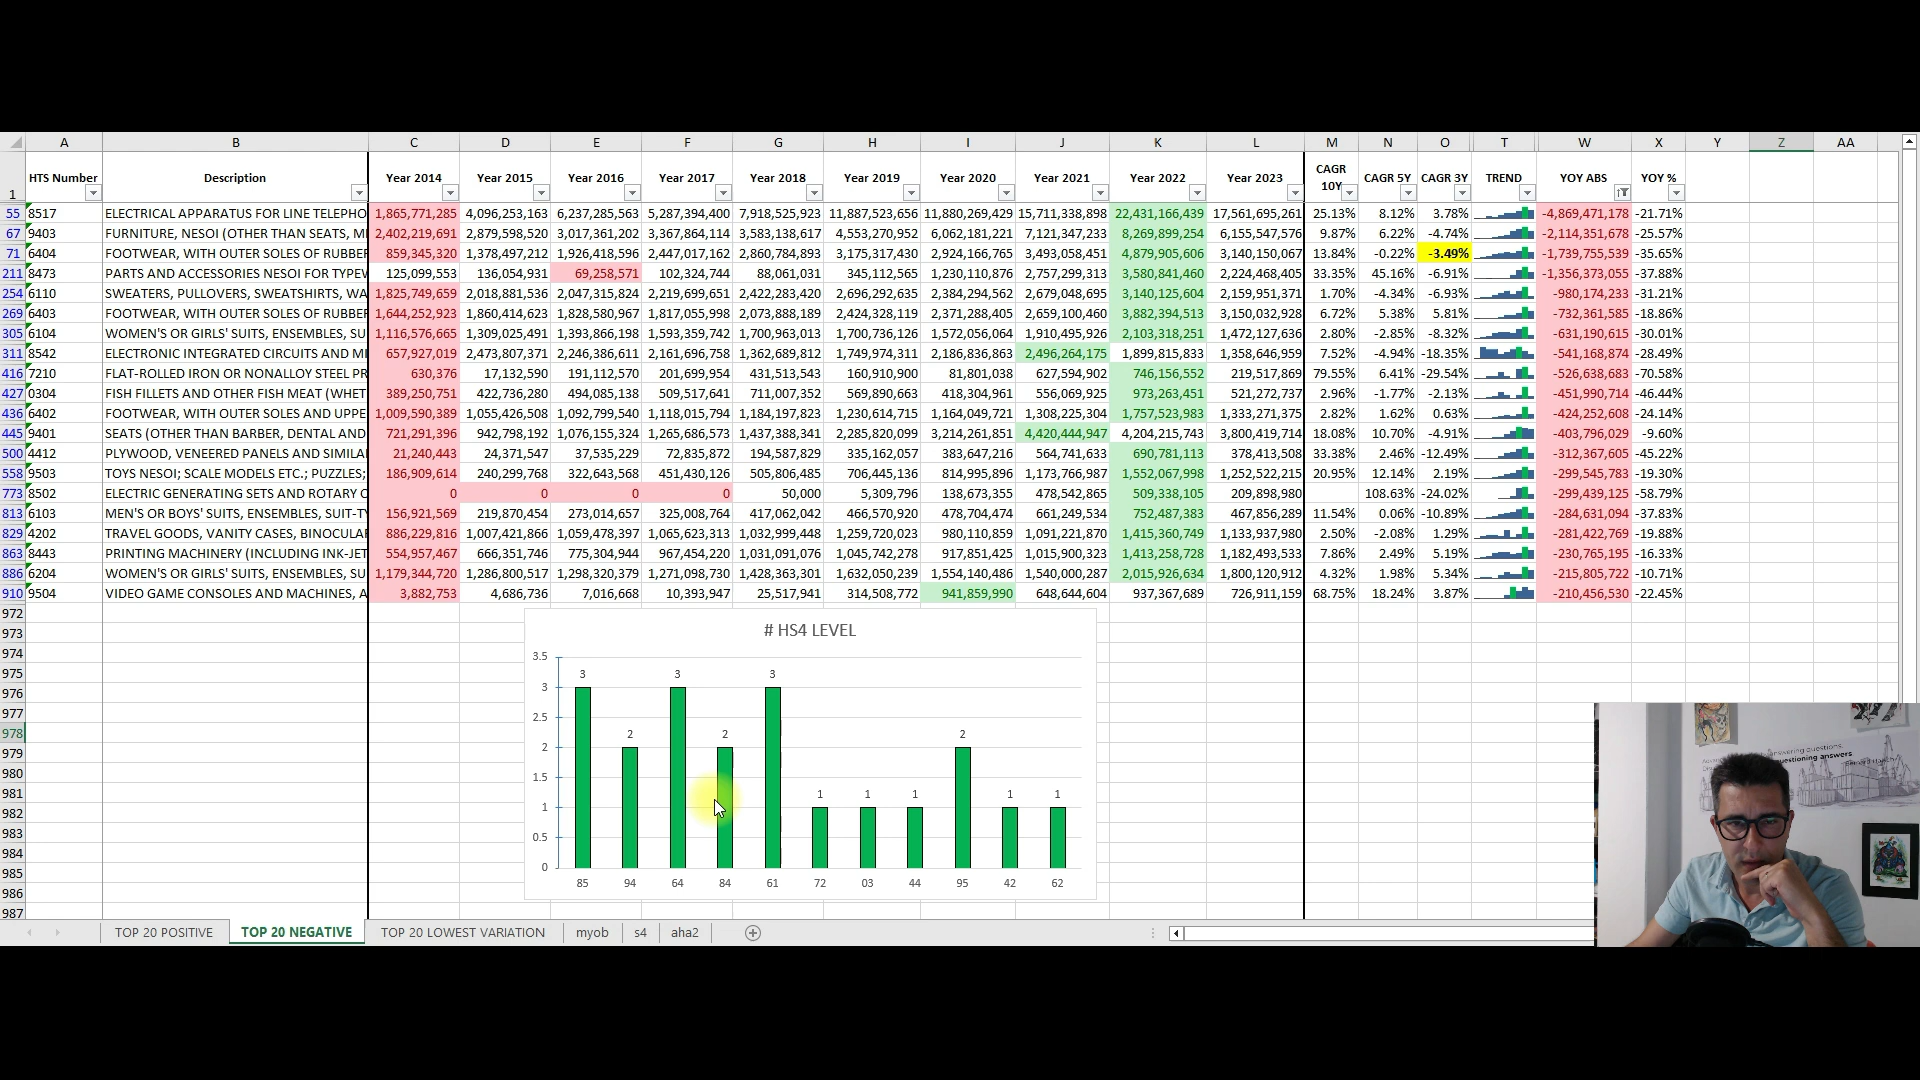 A B C D E F G H I J K L M N O T W X Y Z AA
1 HTS Number Description Year 2014 Year 2015 Year 2016 Year 2017 Year 2018 Year 2019 Year 2020 Year 2021 Year 2022 Year 2023 CAGR 10Y CAGR 5Y CAGR 3Y TREND YOY ABS YOY %
55 8517 ELECTRICAL APPARATUS FOR LINE TELEPHO 1,865,771,285 4,096,253,163 6,237,285,563 5,287,394,400 7,918,525,923 11,887,523,656 11,880,269,429 15,711,338,898 22,431,166,439 17,561,695,261 25.13% 8.12% 3.78% -4,869,471,178 -21.71%
67 9403 FURNITURE, NESOI (OTHER THAN SEATS, ME 2,402,219,691 2,879,598,520 3,017,361,202 3,367,864,114 3,583,138,617 4,553,270,952 6,062,181,221 7,121,347,233 8,269,899,254 6,155,547,576 9.87% 6.22% -4.74% -2,114,351,678 -25.57%
71 6404 FOOTWEAR, WITH OUTER SOLES OF RUBBER 859,345,320 1,378,497,212 1,926,418,596 2,447,017,162 2,860,784,893 3,175,317,430 2,924,166,765 3,493,058,451 4,879,905,606 3,140,150,067 13.84% -0.22% -3.49% -1,739,755,539 -35.65%
211 8473 PARTS AND ACCESSORIES NESOI FOR TYPEW 125,099,553 136,054,931 69,258,571 102,324,744 88,061,031 345,112,565 1,230,110,876 2,757,299,313 3,580,841,460 2,224,468,405 33.35% 45.16% -6.91% -1,356,373,055 -37.88%
254 6110 SWEATERS, PULLOVERS, SWEATSHIRTS, WA 1,825,749,659 2,018,881,536 2,047,315,824 2,219,699,651 2,422,283,420 2,696,292,635 2,384,294,562 2,679,048,695 3,140,125,604 2,159,951,371 1.70% -4.34% -6.93% -980,174,233 -31.21%
269 6403 FOOTWEAR, WITH OUTER SOLES OF RUBBER 1,644,252,923 1,860,414,623 1,828,580,967 1,817,055,998 2,073,888,189 2,424,328,119 2,371,288,405 2,659,100,460 3,882,394,513 3,150,032,928 6.72% 5.38% 5.81% -732,361,585 -18.86%
305 6104 WOMEN'S OR GIRLS' SUITS, ENSEMBLES, SU 1,116,576,665 1,309,025,491 1,393,866,198 1,593,359,742 1,700,963,013 1,700,736,126 1,572,056,064 1,910,495,926 2,103,318,251 1,472,127,636 2.80% -2.85% -8.32% -631,190,615 -30.01%
311 8542 ELECTRONIC INTEGRATED CIRCUITS AND MI 657,927,019 2,473,807,371 2,246,386,611 2,161,696,758 1,362,689,812 1,749,974,311 2,186,836,863 2,496,264,175 1,899,815,833 1,358,646,959 7.52% -4.94% -18.35% -541,168,874 -28.49%
416 7210 FLAT-ROLLED IRON OR NONALLOY STEEL PR 630,376 17,132,590 191,112,570 201,699,954 431,513,543 160,910,900 81,801,038 627,594,902 746,156,552 219,517,869 79.55% 6.41% -29.54% -526,638,683 -70.58%
427 0304 FISH FILLETS AND OTHER FISH MEAT (WHET 389,250,751 422,736,280 494,085,138 509,517,641 711,007,352 569,890,663 418,304,961 556,069,925 973,263,451 521,272,737 2.96% -1.77% -2.13% -451,990,714 -46.44%
436 6402 FOOTWEAR, WITH OUTER SOLES AND UPPE 1,009,590,389 1,055,426,508 1,092,799,540 1,118,015,794 1,184,197,823 1,230,614,715 1,164,049,721 1,308,225,304 1,757,523,983 1,333,271,375 2.82% 1.62% 0.63% -424,252,608 -24.14%
445 9401 SEATS (OTHER THAN BARBER, DENTAL AND 721,291,396 942,798,192 1,076,155,324 1,265,686,573 1,437,388,341 2,285,820,099 3,214,261,851 4,420,444,947 4,204,215,743 3,800,419,714 18.08% 10.70% -4.91% -403,796,029 -9.60%
500 4412 PLYWOOD, VENEERED PANELS AND SIMILA 21,240,443 24,371,547 37,535,229 72,835,872 194,587,829 335,162,057 383,647,216 564,741,633 690,781,113 378,413,508 33.38% 2.46% -12.49% -312,367,605 -45.22%
558 9503 TOYS NESOI; SCALE MODELS ETC.; PUZZLES; 186,909,614 240,299,768 322,643,568 451,430,126 505,806,485 706,445,136 814,995,896 1,173,766,987 1,552,067,998 1,252,522,215 20.95% 12.14% 2.19% -299,545,783 -19.30%
773 8502 ELECTRIC GENERATING SETS AND ROTARY C 0 0 0 0 50,000 5,309,796 138,673,355 478,542,865 509,338,105 209,898,980 108.63% -24.02% -299,439,125 -58.79%
813 6103 MEN'S OR BOYS' SUITS, ENSEMBLES, SUIT-TY 156,921,569 219,870,454 273,014,657 325,008,764 417,062,042 466,570,920 478,704,474 661,249,534 752,487,383 467,856,289 11.54% 0.06% -10.89% -284,631,094 -37.83%
829 4202 TRAVEL GOODS, VANITY CASES, BINOCULAR 886,229,816 1,007,421,866 1,059,478,397 1,065,623,313 1,032,999,448 1,259,720,023 980,110,859 1,091,221,870 1,415,360,749 1,133,937,980 2.50% -2.08% 1.29% -281,422,769 -19.88%
863 8443 PRINTING MACHINERY (INCLUDING INK-JET 554,957,467 666,351,746 775,304,944 967,454,220 1,031,091,076 1,045,742,278 917,851,425 1,015,900,323 1,413,258,728 1,182,493,533 7.86% 2.49% 5.19% -230,765,195 -16.33%
886 6204 WOMEN'S OR GIRLS' SUITS, ENSEMBLES, SU 1,179,344,720 1,286,800,517 1,298,320,379 1,271,098,730 1,428,363,301 1,632,050,239 1,554,140,486 1,540,000,287 2,015,926,634 1,800,120,912 4.32% 1.98% 5.34% -215,805,722 -10.71%
910 9504 VIDEO GAME CONSOLES AND MACHINES, A 3,882,753 4,686,736 7,016,668 10,393,947 25,517,941 314,508,772 941,859,990 648,644,604 937,367,689 726,911,159 68.75% 18.24% 3.87% -210,456,530 -22.45%
972
973
974
975
976
977
978
979
980
981
982
983
984
985
986
987
# HS4 LEVEL
3.5
3
2.5
2
1.5
1
0.5
0
3 2 3 2 3 1 1 1 2 1 1
85 94 64 84 61 72 03 44 95 42 62
answering questions,
questioning answers
TOP 20 POSITIVE TOP 20 NEGATIVE TOP 20 LOWEST VARIATION myob s4 aha2